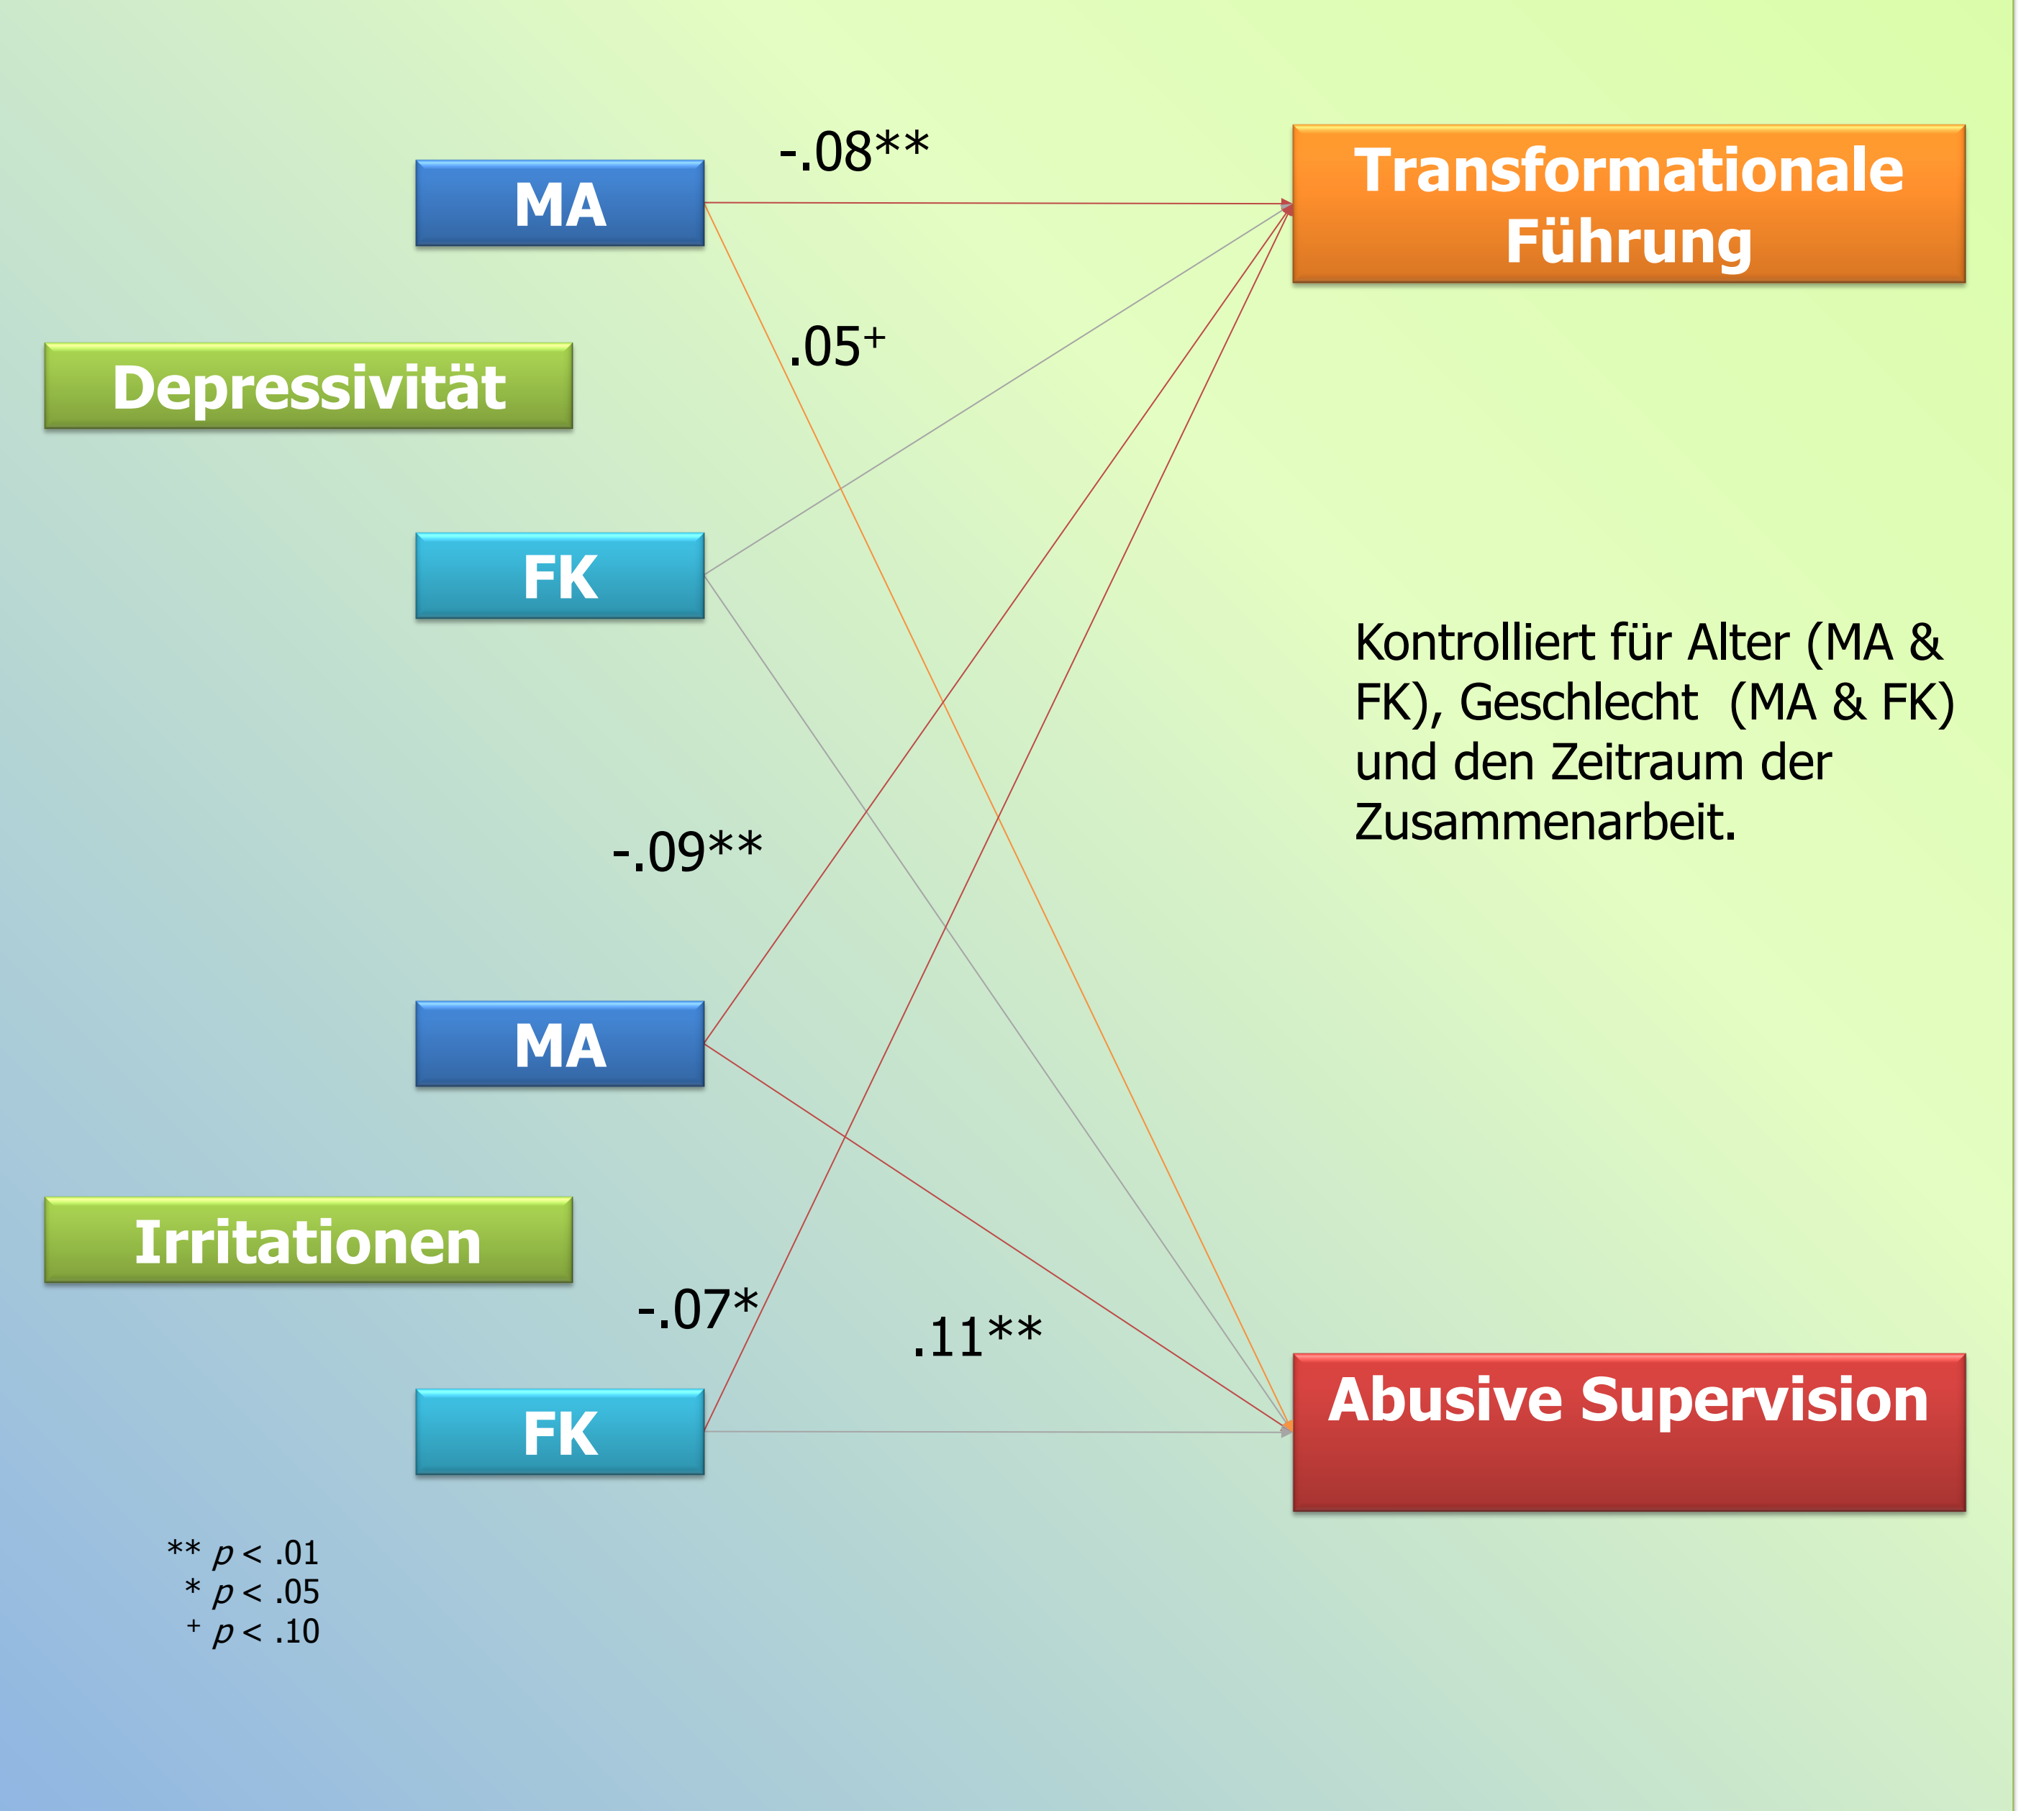 -.08**
MA
Transformationale
Führung
.05⁺
Depressivität
FK
Kontrolliert für Alter (MA &
FK), Geschlecht  (MA & FK)
und den Zeitraum der
Zusammenarbeit.
-.09**
MA
Irritationen
-.07*
.11**
FK
Abusive Supervision
** p < .01
* p < .05
⁺ p < .10